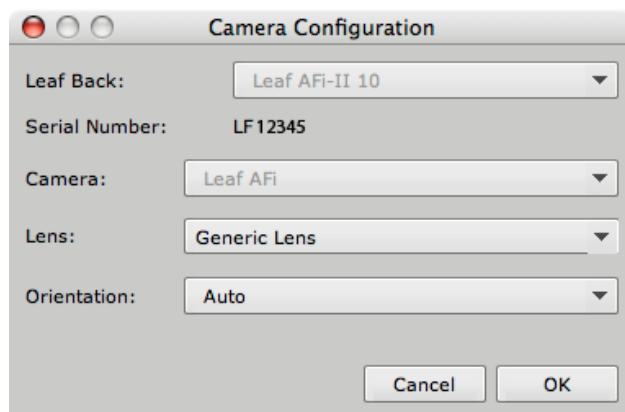 Camera Configuration
Leaf Back: Leaf AFi-II 10
Serial Number: LF12345
Camera: Leaf AFi
Lens: Generic Lens
Orientation: Auto
Cancel OK